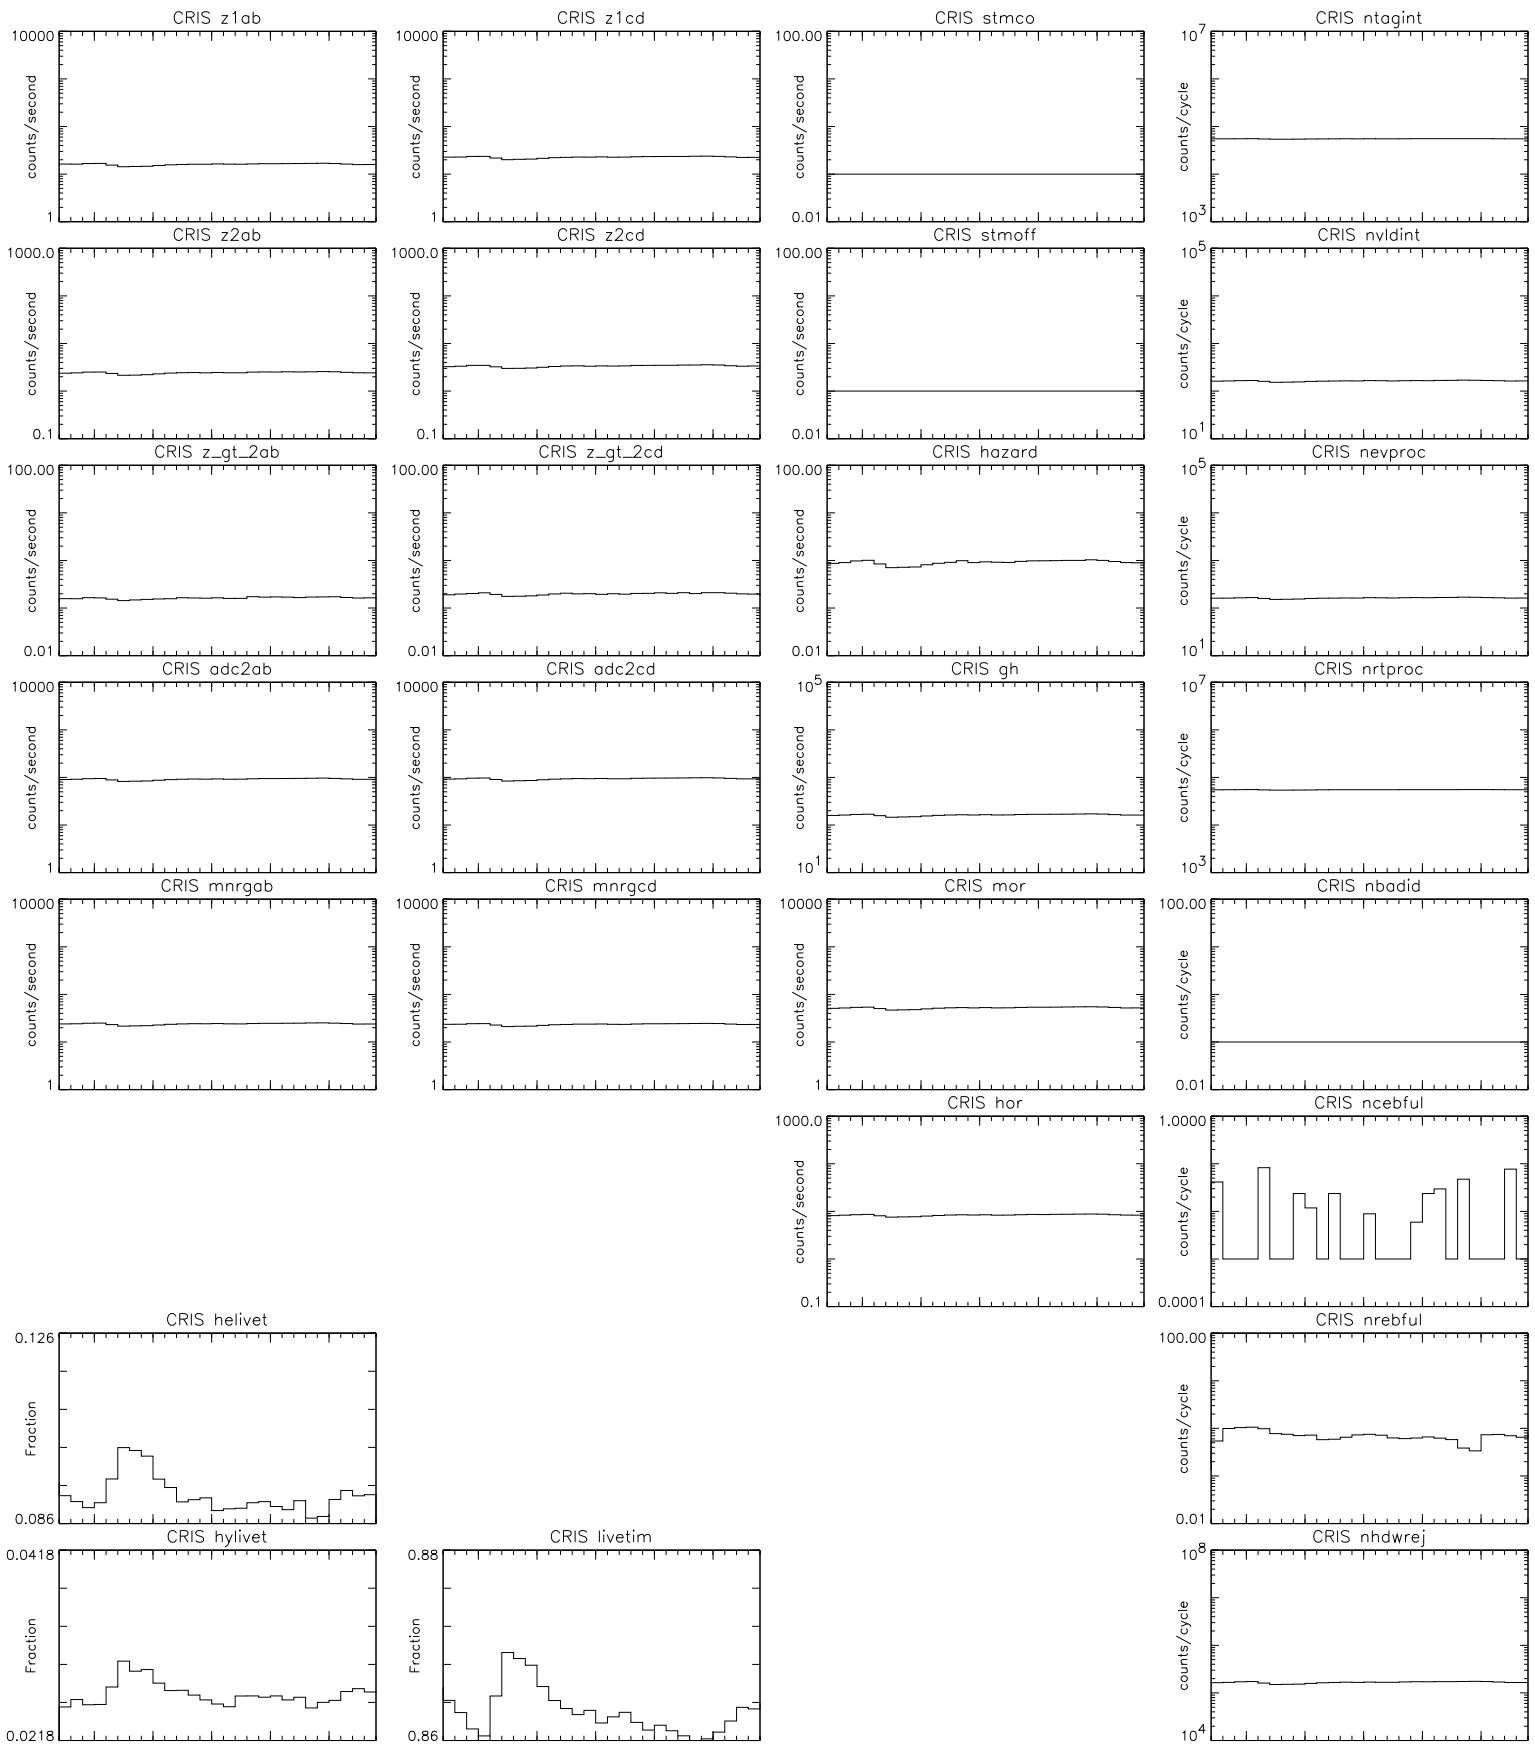 CRIS z1ab
10000
counts/second
1
CRIS z1cd
10000
counts/second
1
CRIS stmco
100.00
counts/second
0.01
CRIS ntagint
10^7
counts/cycle
10^3
CRIS z2ab
1000.0
counts/second
0.1
CRIS z2cd
1000.0
counts/second
0.1
CRIS stmoff
100.00
counts/second
0.01
CRIS nvldint
10^5
counts/cycle
10^1
CRIS z_gt_2ab
100.00
counts/second
0.01
CRIS z_gt_2cd
100.00
counts/second
0.01
CRIS hazard
100.00
counts/second
0.01
CRIS nevproc
10^5
counts/cycle
10^1
CRIS adc2ab
10000
counts/second
1
CRIS adc2cd
10000
counts/second
1
CRIS gh
10^5
counts/second
10^1
CRIS nrtproc
10^7
counts/cycle
10^3
CRIS mnrgab
10000
counts/second
1
CRIS mnrgcd
10000
counts/second
1
CRIS mor
10000
counts/second
1
CRIS nbadid
100.00
counts/cycle
0.01
CRIS hor
1000.0
counts/second
0.1
CRIS ncebful
1.0000
counts/cycle
0.0001
CRIS helivet
0.126
Fraction
0.086
CRIS nrebful
100.00
counts/cycle
0.01
CRIS hylivet
0.0418
Fraction
0.0218
CRIS livetim
0.88
Fraction
0.86
CRIS nhdwrej
10^8
counts/cycle
10^4